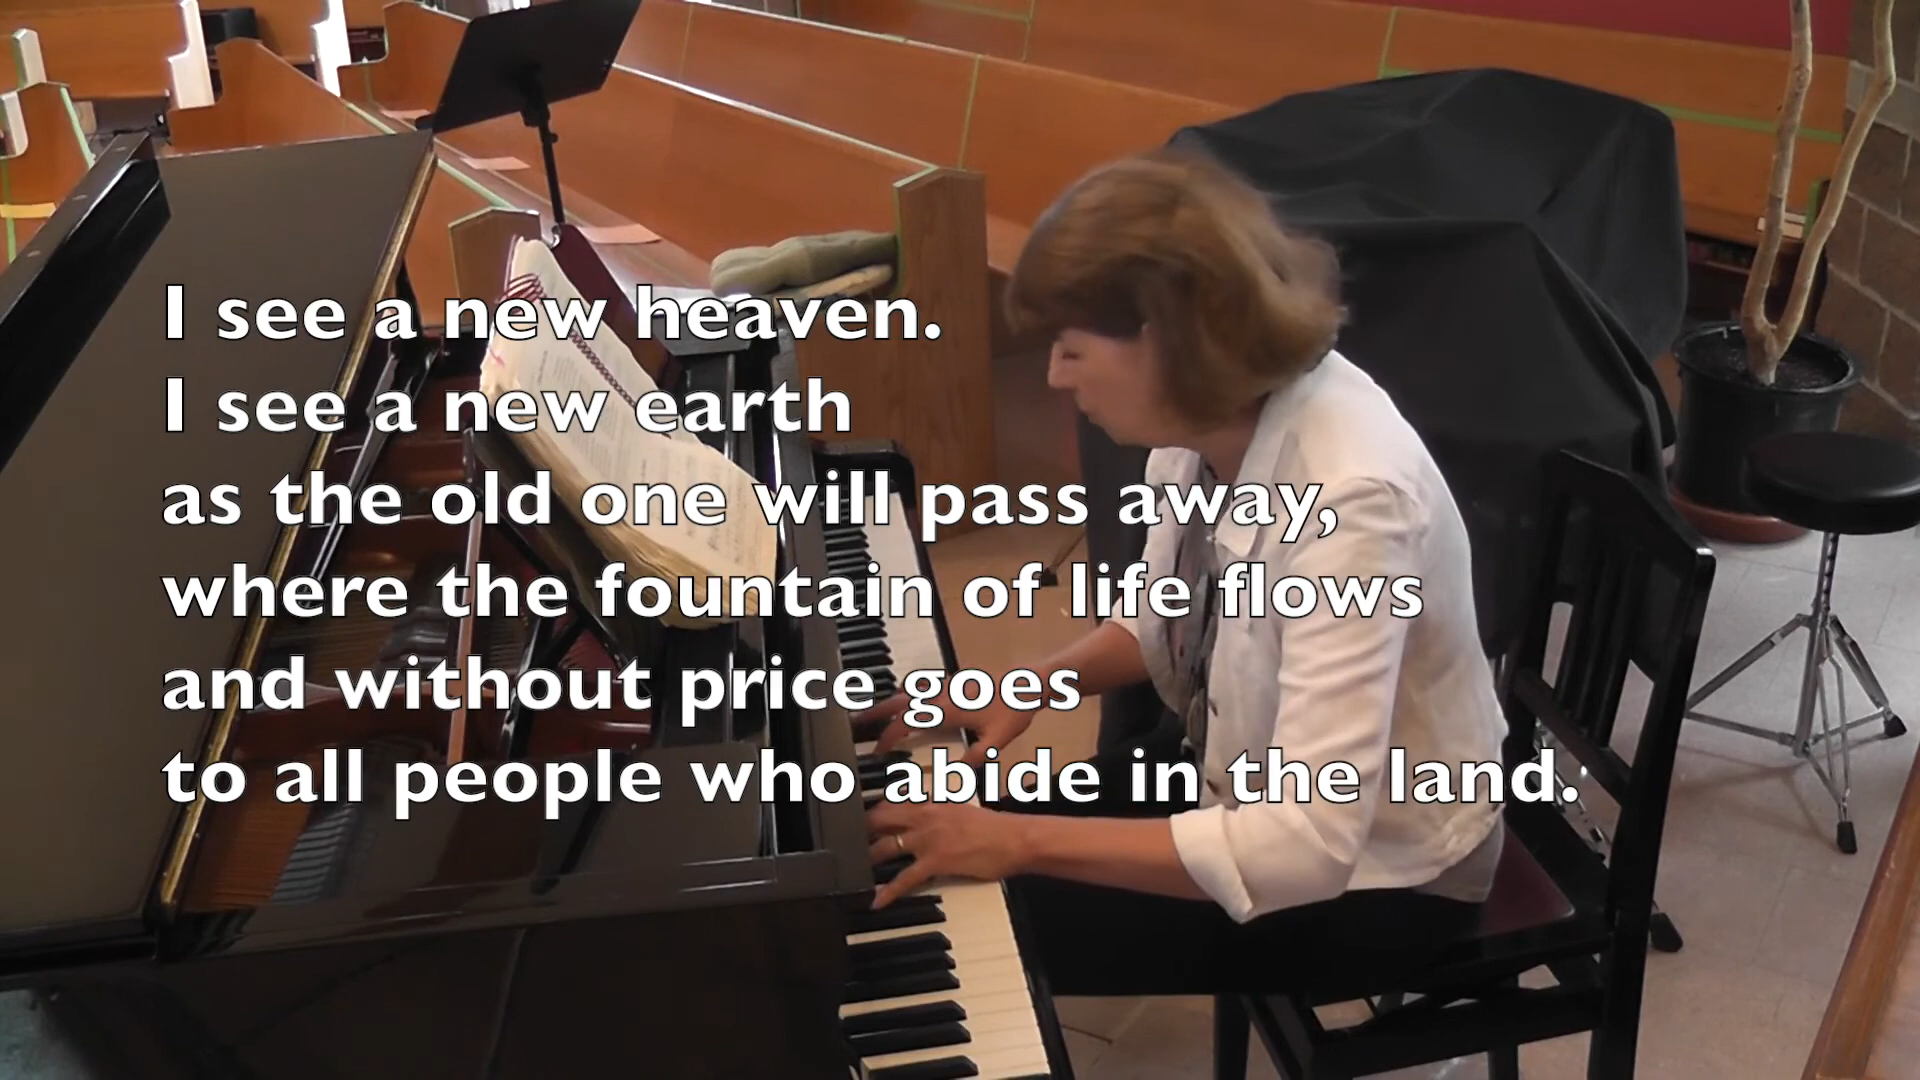 I see a new heaven.
I see a new earth
as the old one will pass away,
where the fountain of life flows
and without price goes
to all people who abide in the land.